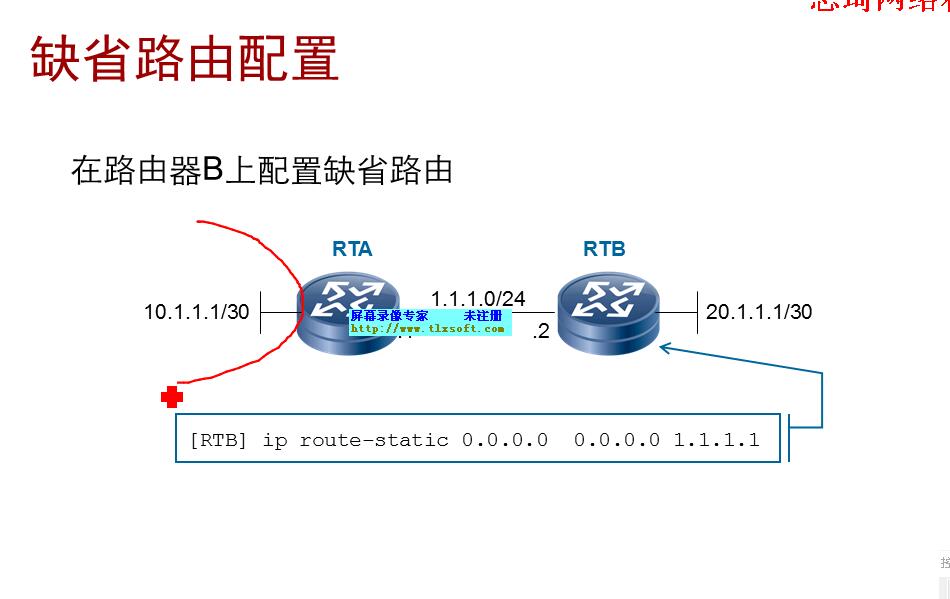 缺省路由配置
在路由器B上配置缺省路由
RTA
RTB
10.1.1.1/30
1.1.1.0/24
20.1.1.1/30
屏幕录像专家 未注册
http://www.tlxsoft.com
.2
[RTB] ip route-static 0.0.0.0 0.0.0.0 1.1.1.1